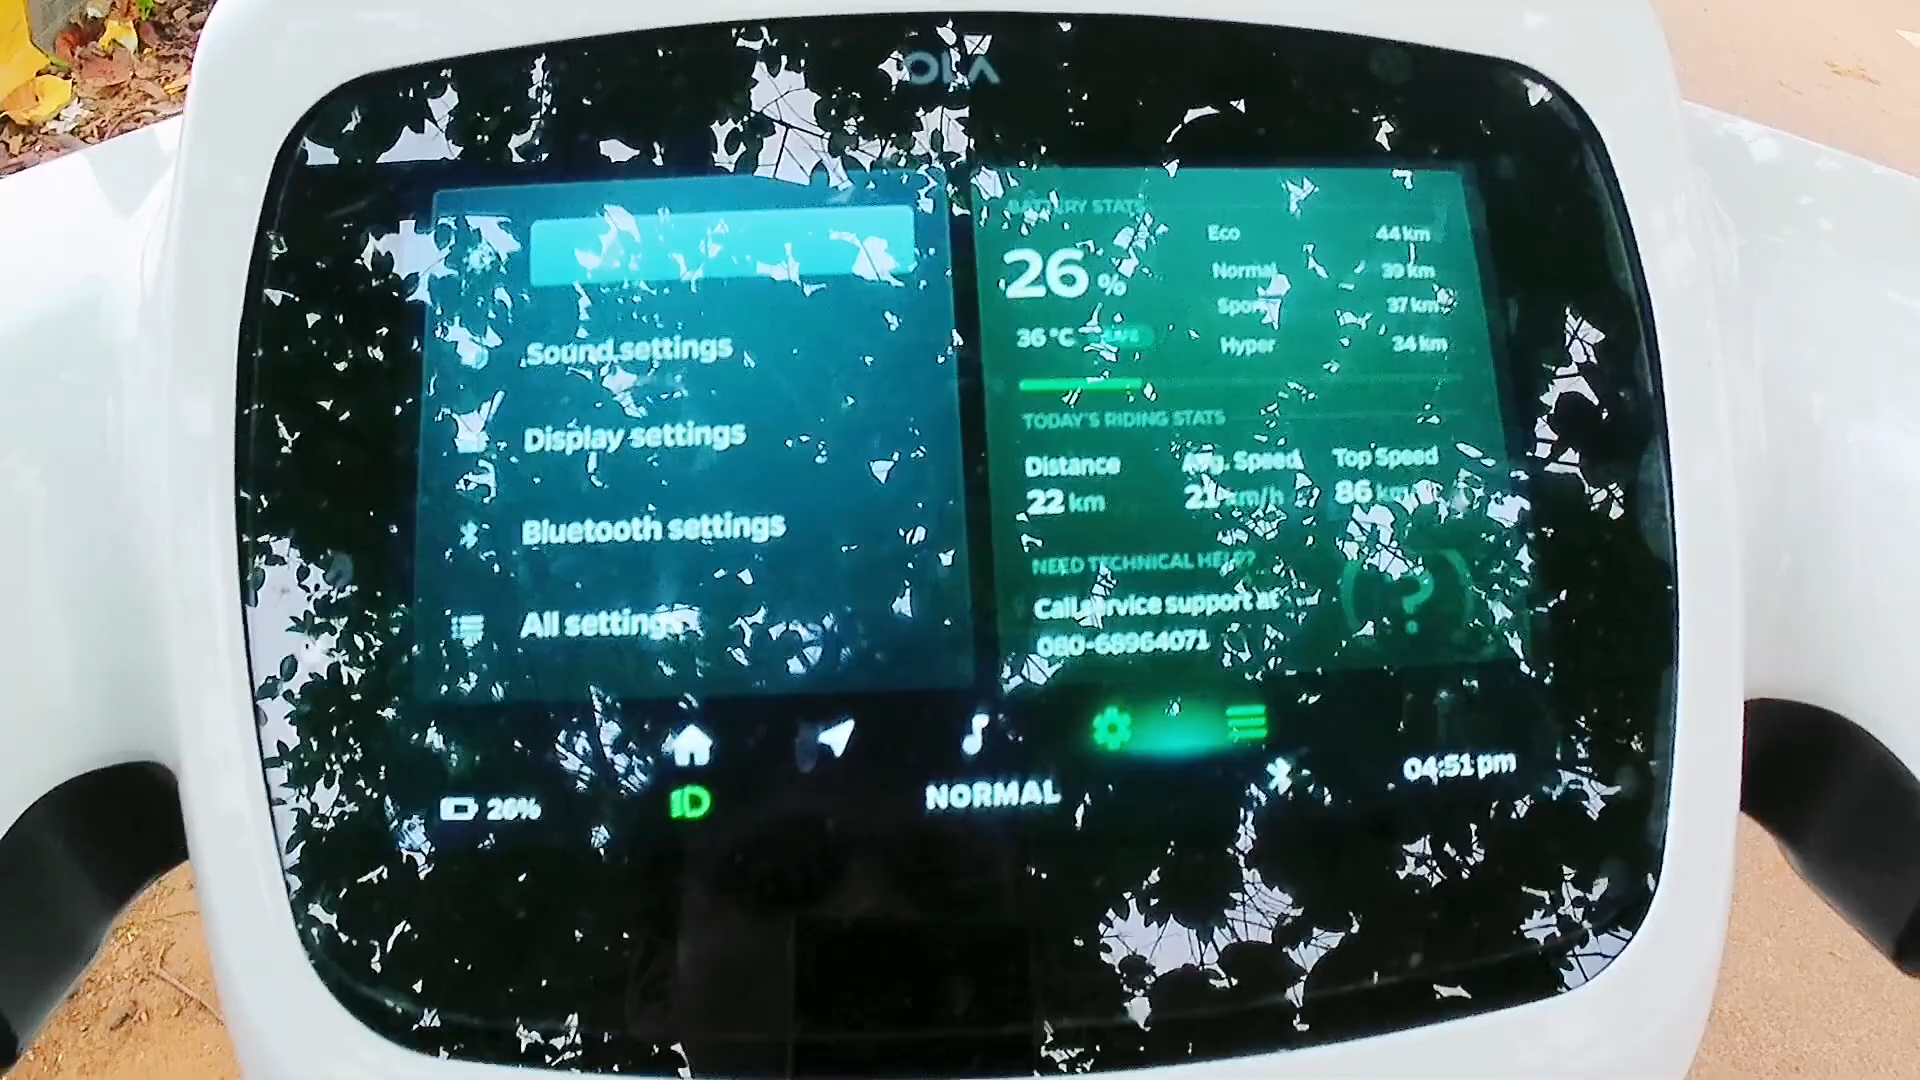 OLA
Sound settings
Display settings
Bluetooth settings
All settings
BATTERY STATS
26 %
36 °C
Eco 44 km
Normal 39 km
Sport 37 km
Hyper 34 km
TODAY'S RIDING STATS
Distance Avg. Speed Top Speed
22 km 21 km/h 86 km/h
NEED TECHNICAL HELP?
Call service support at
080-68964071
?
26% NORMAL 04:51 pm